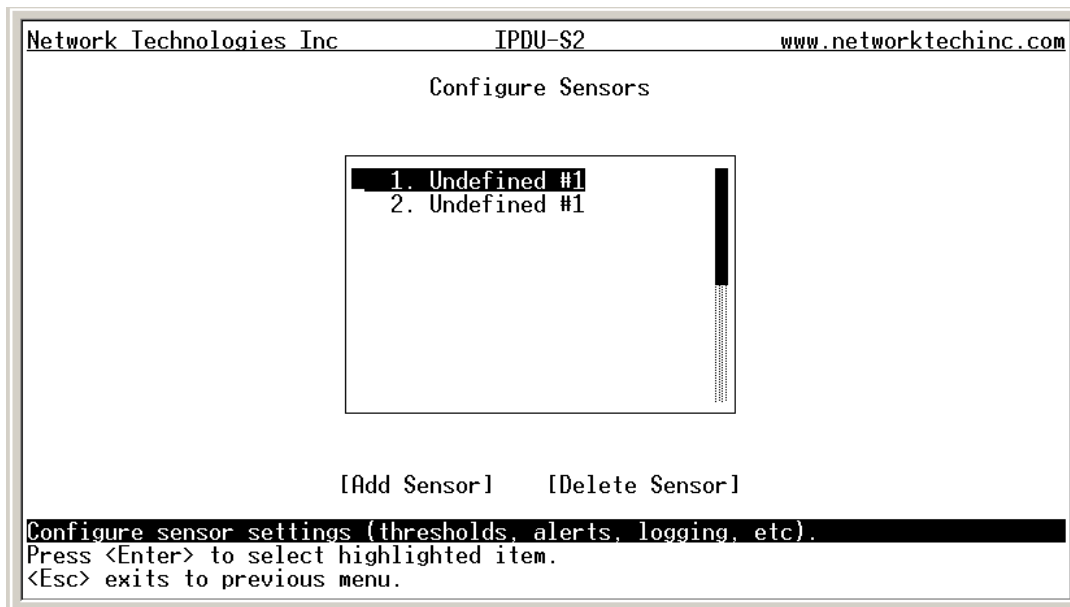 Network Technologies Inc IPDU-S2 www.networktechinc.com
Configure Sensors
1. Undefined #1
2. Undefined #1
[Add Sensor] [Delete Sensor]
Configure sensor settings (thresholds, alerts, logging, etc).
Press <Enter> to select highlighted item.
<Esc> exits to previous menu.